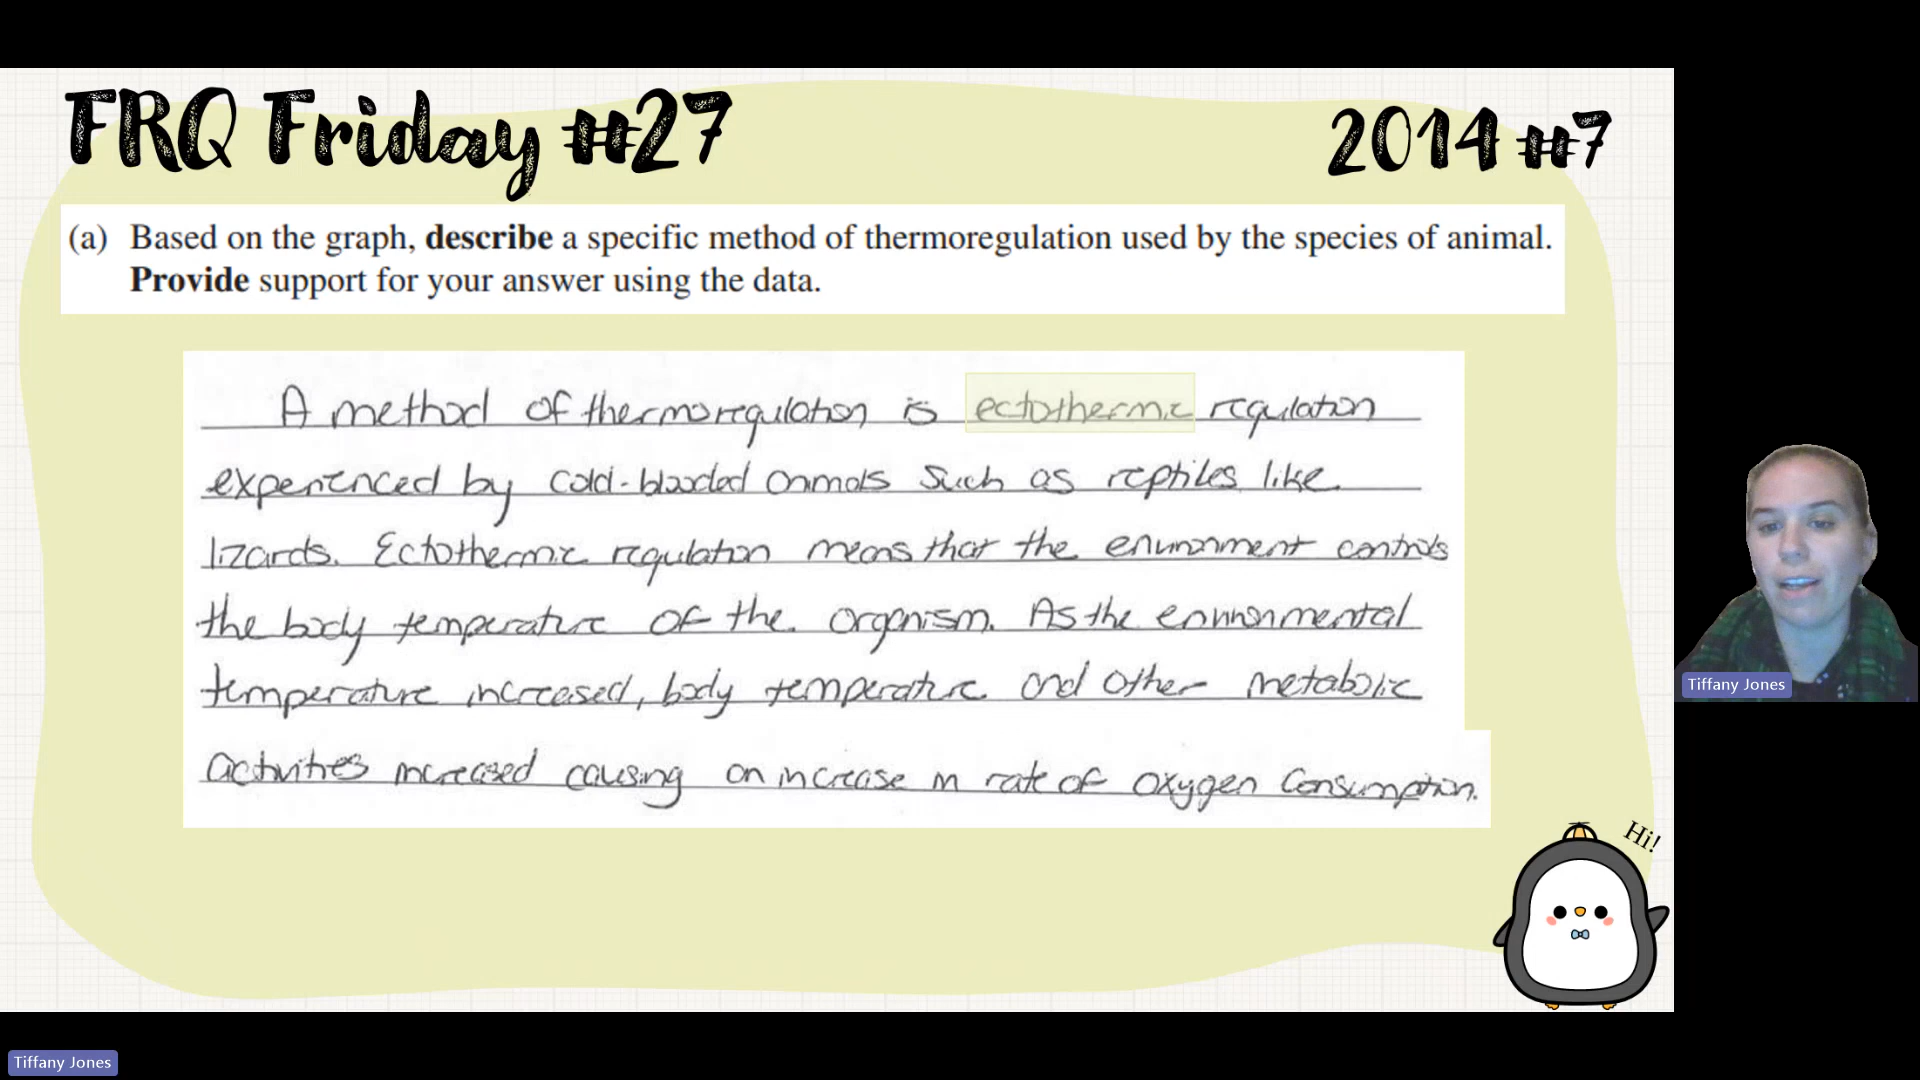 FRQ Friday #27
2014 #7
(a) Based on the graph, describe a specific method of thermoregulation used by the species of animal.
Provide support for your answer using the data.
A method of thermoregulation is ectothermic regulation
experienced by cold-blooded animals such as reptiles like
lizards. Ectothermic regulation means that the environment controls
the body temperature of the organism. As the environmental
temperature increased, body temperature and other metabolic
activities increased causing an increase in rate of oxygen consumption.
Hi!
Tiffany Jones
Tiffany Jones